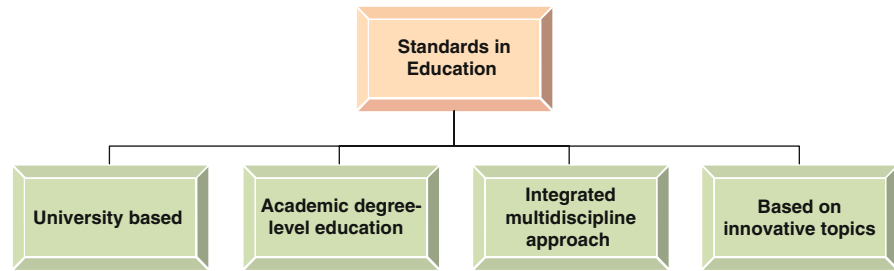 Standards in
Education
University based
Academic degree-
level education
Integrated
multidiscipline
approach
Based on
innovative topics